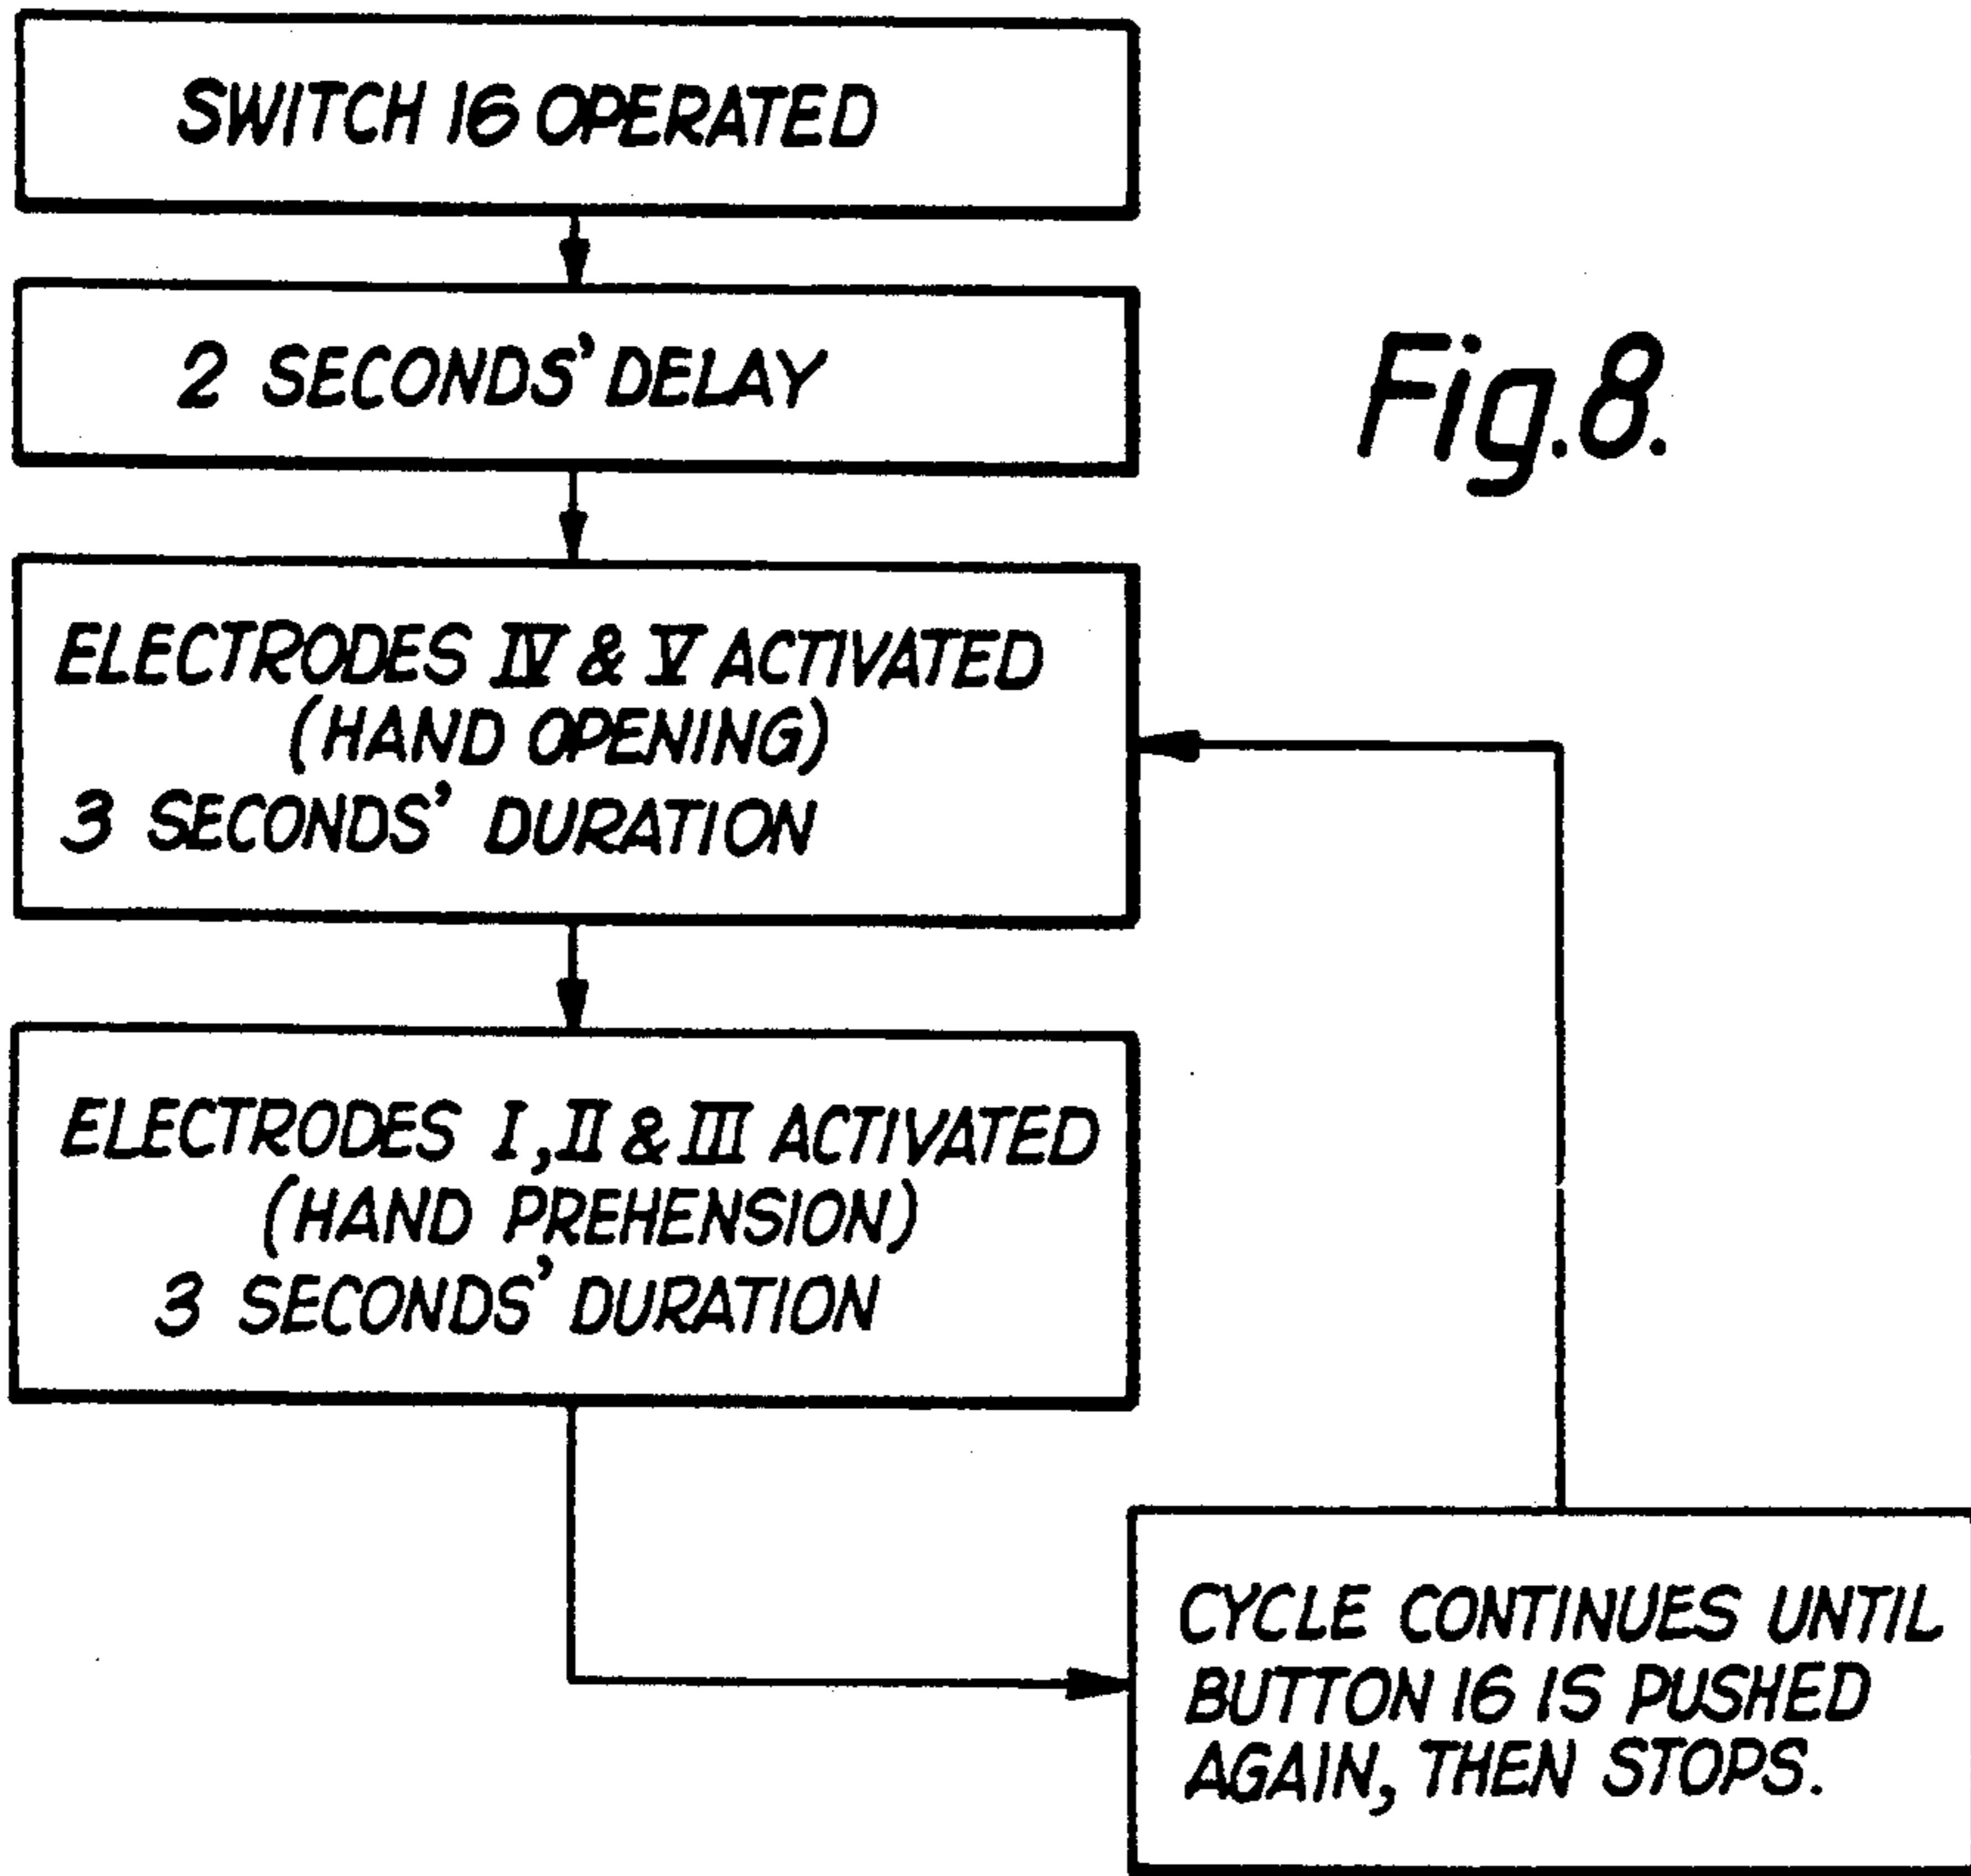 SWITCH 16 OPERATED
2 SECONDS' DELAY
Fig.8.
ELECTRODES IV & V ACTIVATED
(HAND OPENING)
3 SECONDS' DURATION
ELECTRODES I, II & III ACTIVATED
(HAND PREHENSION)
3 SECONDS' DURATION
CYCLE CONTINUES UNTIL
BUTTON 16 IS PUSHED
AGAIN, THEN STOPS.